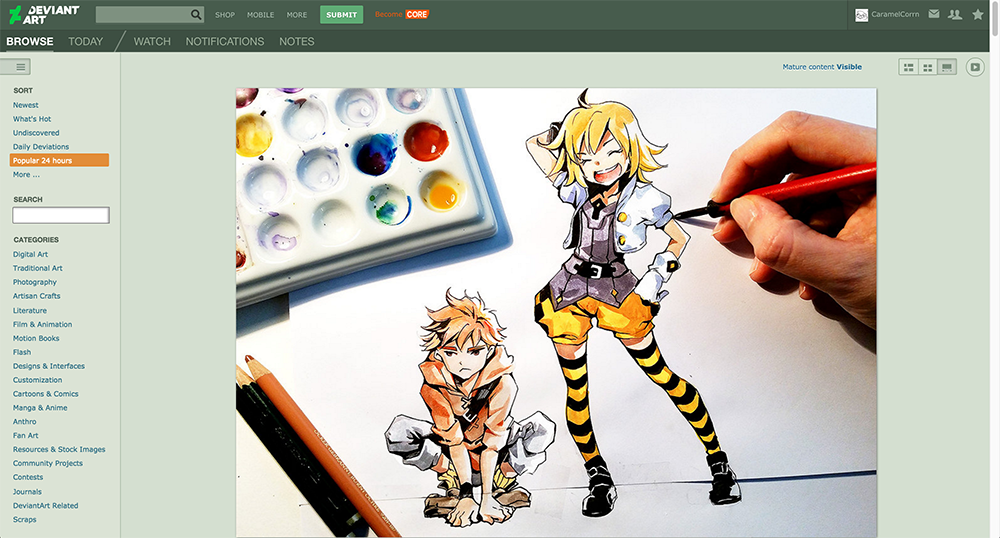 DEVIANT
ART
SHOP MOBILE MORE SUBMIT Become CORE CaramelCorrn
BROWSE TODAY WATCH NOTIFICATIONS NOTES
Mature content Visible
SORT
Newest
What's Hot
Undiscovered
Daily Deviations
Popular 24 hours
More ...
SEARCH
CATEGORIES
Digital Art
Traditional Art
Photography
Artisan Crafts
Literature
Film & Animation
Motion Books
Flash
Designs & Interfaces
Customization
Cartoons & Comics
Manga & Anime
Anthro
Fan Art
Resources & Stock Images
Community Projects
Contests
Journals
DeviantArt Related
Scraps